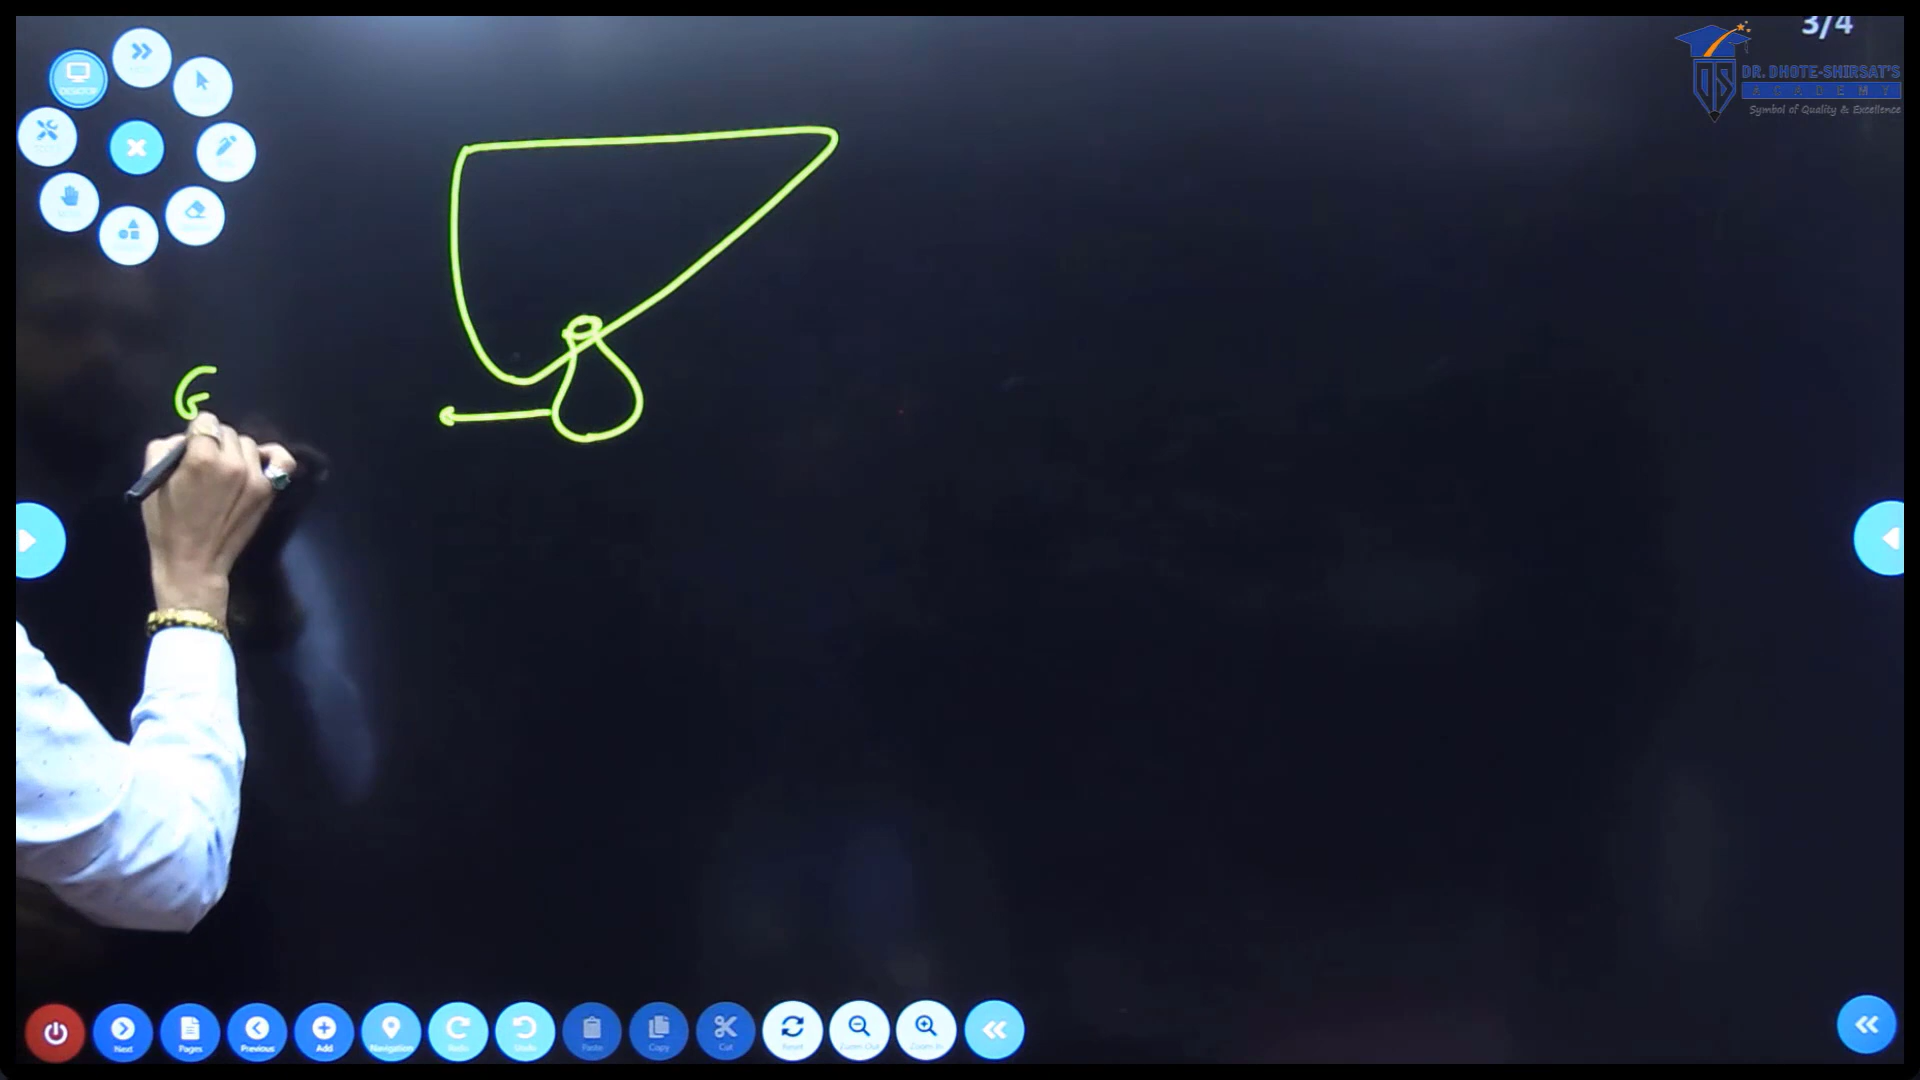 3/4
DR. DHOTE-SHIRSAT'S
ACADEMY
Symbol of Quality & Excellence
DESKTOP
G
Next
Pages
Previous
Add
Navigation
Redo
Undo
Paste
Copy
Cut
Reset
Zoom Out
Zoom In